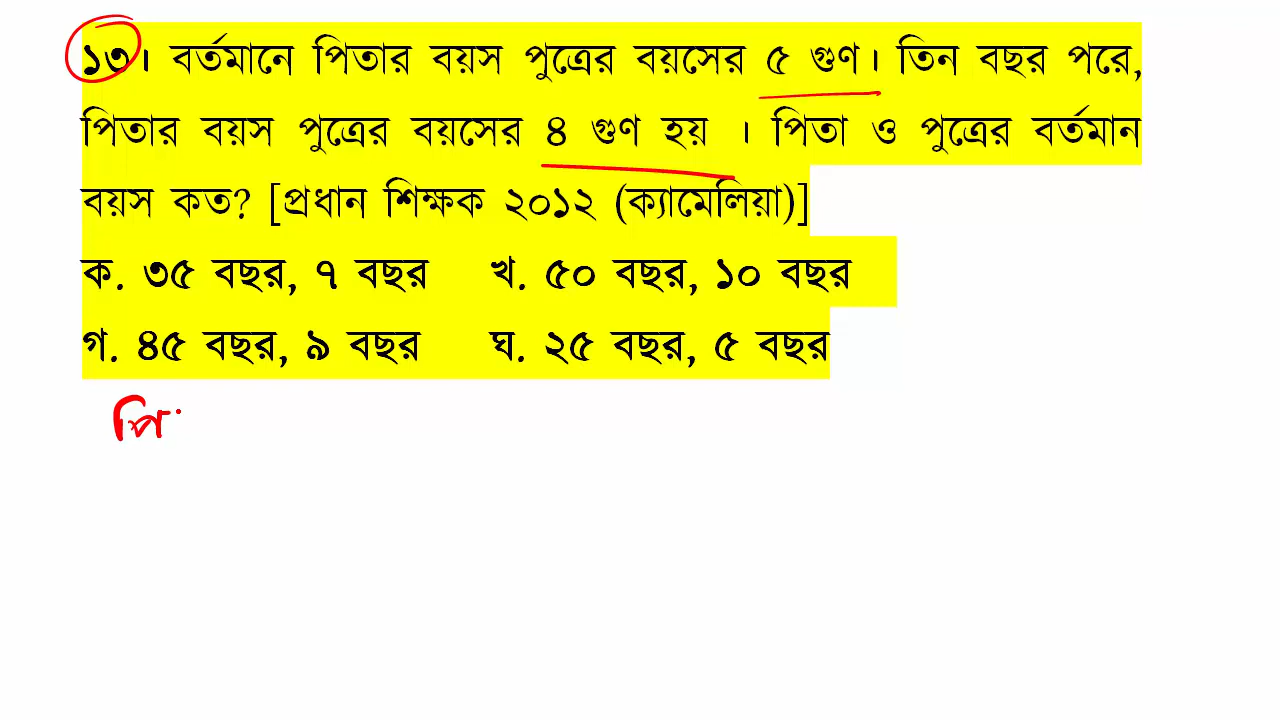 ১৩। বর্তমানে পিতার বয়স পুত্রের বয়সের ৫ গুণ। তিন বছর পরে,
পিতার বয়স পুত্রের বয়সের ৪ গুণ হয় । পিতা ও পুত্রের বর্তমান
বয়স কত? [প্রধান শিক্ষক ২০১২ (ক্যামেলিয়া)]
ক. ৩৫ বছর, ৭ বছর খ. ৫০ বছর, ১০ বছর
গ. ৪৫ বছর, ৯ বছর ঘ. ২৫ বছর, ৫ বছর
পি